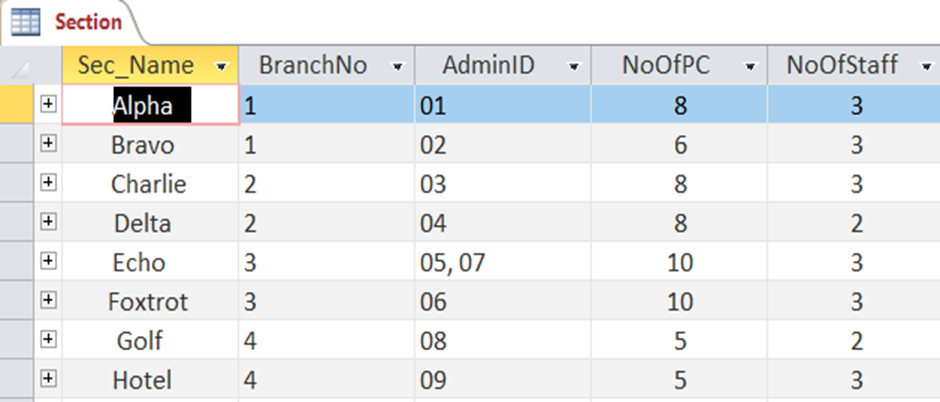 Section
Sec_Name BranchNo AdminID NoOfPC NoOfStaff
Alpha 1 01 8 3
Bravo 1 02 6 3
Charlie 2 03 8 3
Delta 2 04 8 2
Echo 3 05, 07 10 3
Foxtrot 3 06 10 3
Golf 4 08 5 2
Hotel 4 09 5 3